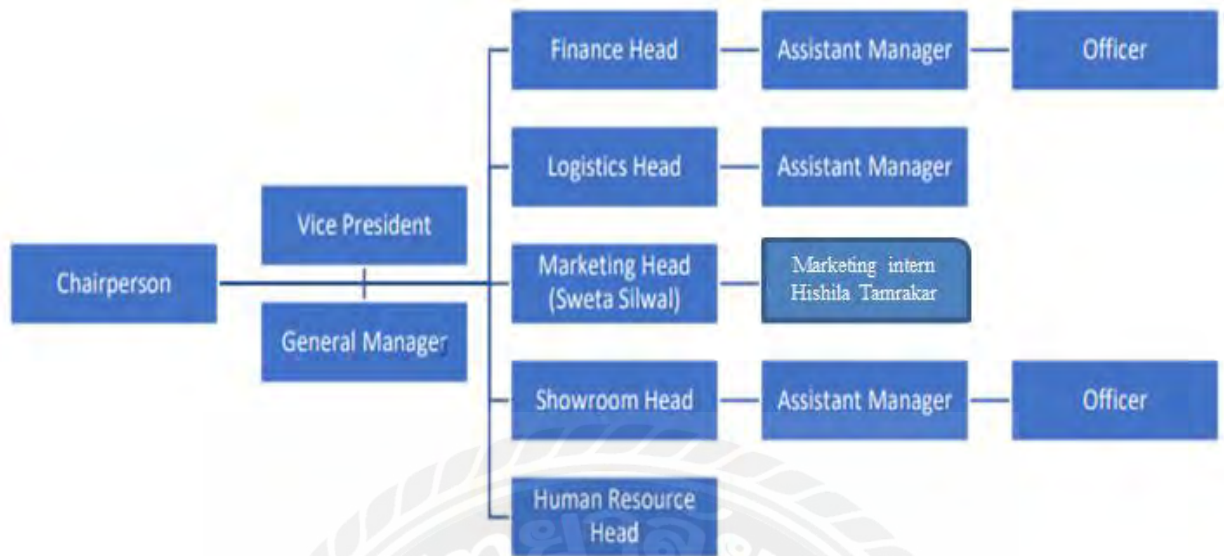 Finance Head
Assistant Manager
Officer
Logistics Head
Assistant Manager
Vice President
Chairperson
General Manager
Marketing Head
(Sweta Silwal)
Marketing intern
Hishila Tamrakar
Showroom Head
Assistant Manager
Officer
Human Resource
Head